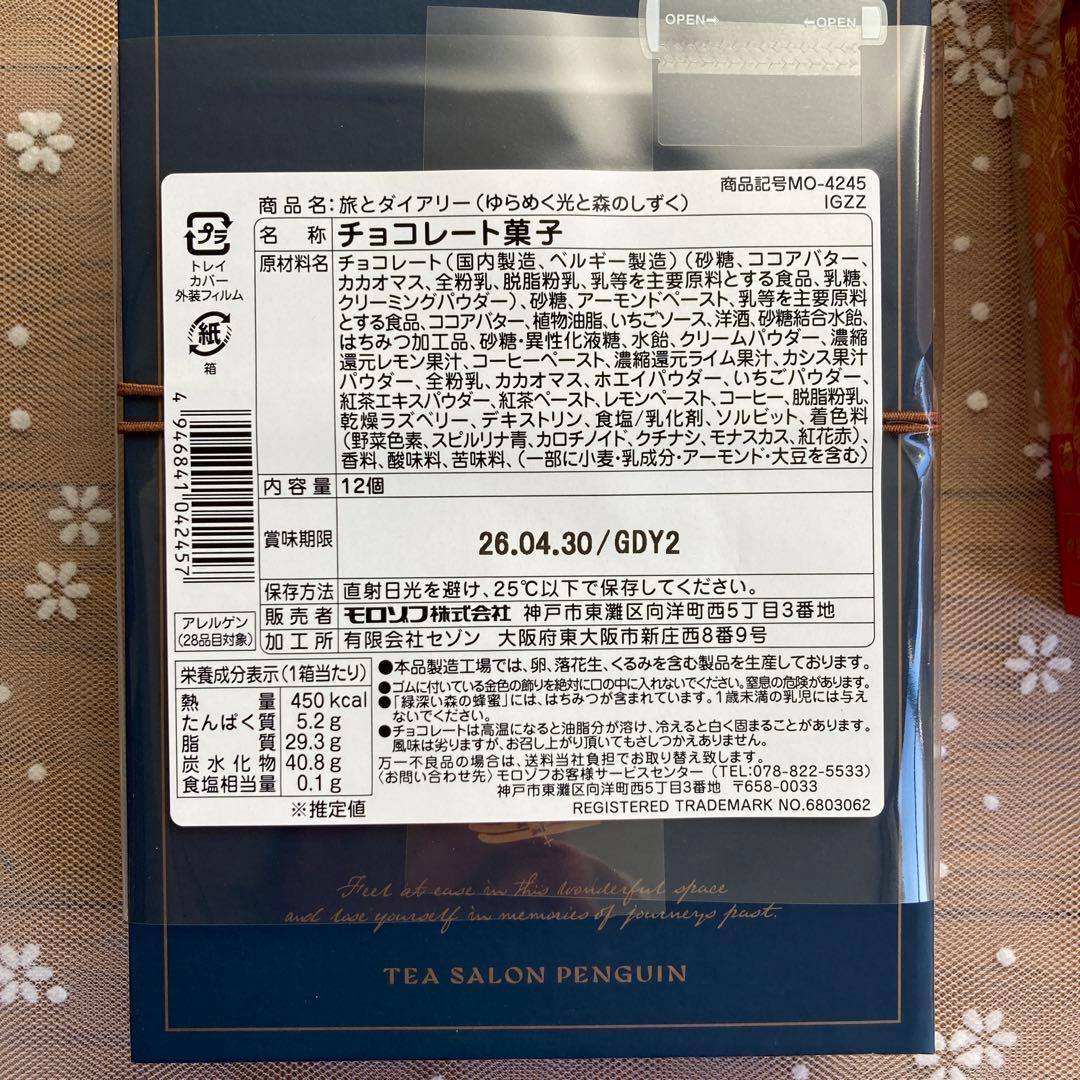 OPEN⇨ ⇦OPEN
商品記号MO-4245
商品名:旅とダイアリー(ゆらめく光と森のしずく) IGZZ
プラ
トレイ
カバー
外装フィルム
紙
箱
4 946841 042457
名称 チョコレート菓子
原材料名 チョコレート(国内製造、ベルギー製造)(砂糖、ココアバター、
カカオマス、全粉乳、脱脂粉乳、乳等を主要原料とする食品、乳糖、
クリーミングパウダー)、砂糖、アーモンドペースト、乳等を主要原料
とする食品、ココアバター、植物油脂、いちごソース、洋酒、砂糖結合水飴、
はちみつ加工品、砂糖・異性化液糖、水飴、クリームパウダー、濃縮
還元レモン果汁、コーヒーペースト、濃縮還元ライム果汁、カシス果汁
パウダー、全粉乳、カカオマス、ホエイパウダー、いちごパウダー、
紅茶エキスパウダー、紅茶ペースト、レモンペースト、コーヒー、脱脂粉乳、
乾燥ラズベリー、デキストリン、食塩/乳化剤、ソルビット、着色料
(野菜色素、スピルリナ青、カロチノイド、クチナシ、モナスカス、紅花赤)、
香料、酸味料、苦味料、(一部に小麦・乳成分・アーモンド・大豆を含む)
内容量 12個
賞味期限 26.04.30/GDY2
保存方法 直射日光を避け、25℃以下で保存してください。
販売者 モロゾフ株式会社 神戸市東灘区向洋町西5丁目3番地
加工所 有限会社セゾン 大阪府東大阪市新庄西8番9号
アレルゲン
(28品目対象)
栄養成分表示(1箱当たり)
熱量 450kcal
たんぱく質 5.2g
脂質 29.3g
炭水化物 40.8g
食塩相当量 0.1g
※推定値
●本品製造工場では、卵、落花生、くるみを含む製品を生産しております。
●ゴムに付いている金色の飾りを絶対に口の中に入れないでください。窒息の危険があります。
●「緑深い森の蜂蜜」には、はちみつが含まれています。1歳未満の乳児には与え
ないでください。
●チョコレートは高温になると油脂分が溶け、冷えると白く固まることがあります。
風味は劣りますが、お召し上がり頂いてもさしつかえありません。
万一不良品の場合は、送料当社負担でお取り替え致します。
〈お問い合わせ先〉モロゾフお客様サービスセンター(TEL:078-822-5533)
神戸市東灘区向洋町西5丁目3番地 〒658-0033
REGISTERED TRADEMARK NO.6803062
Feel at ease in this wonderful space
and lose yourself in memories of journeys past.
TEA SALON PENGUIN